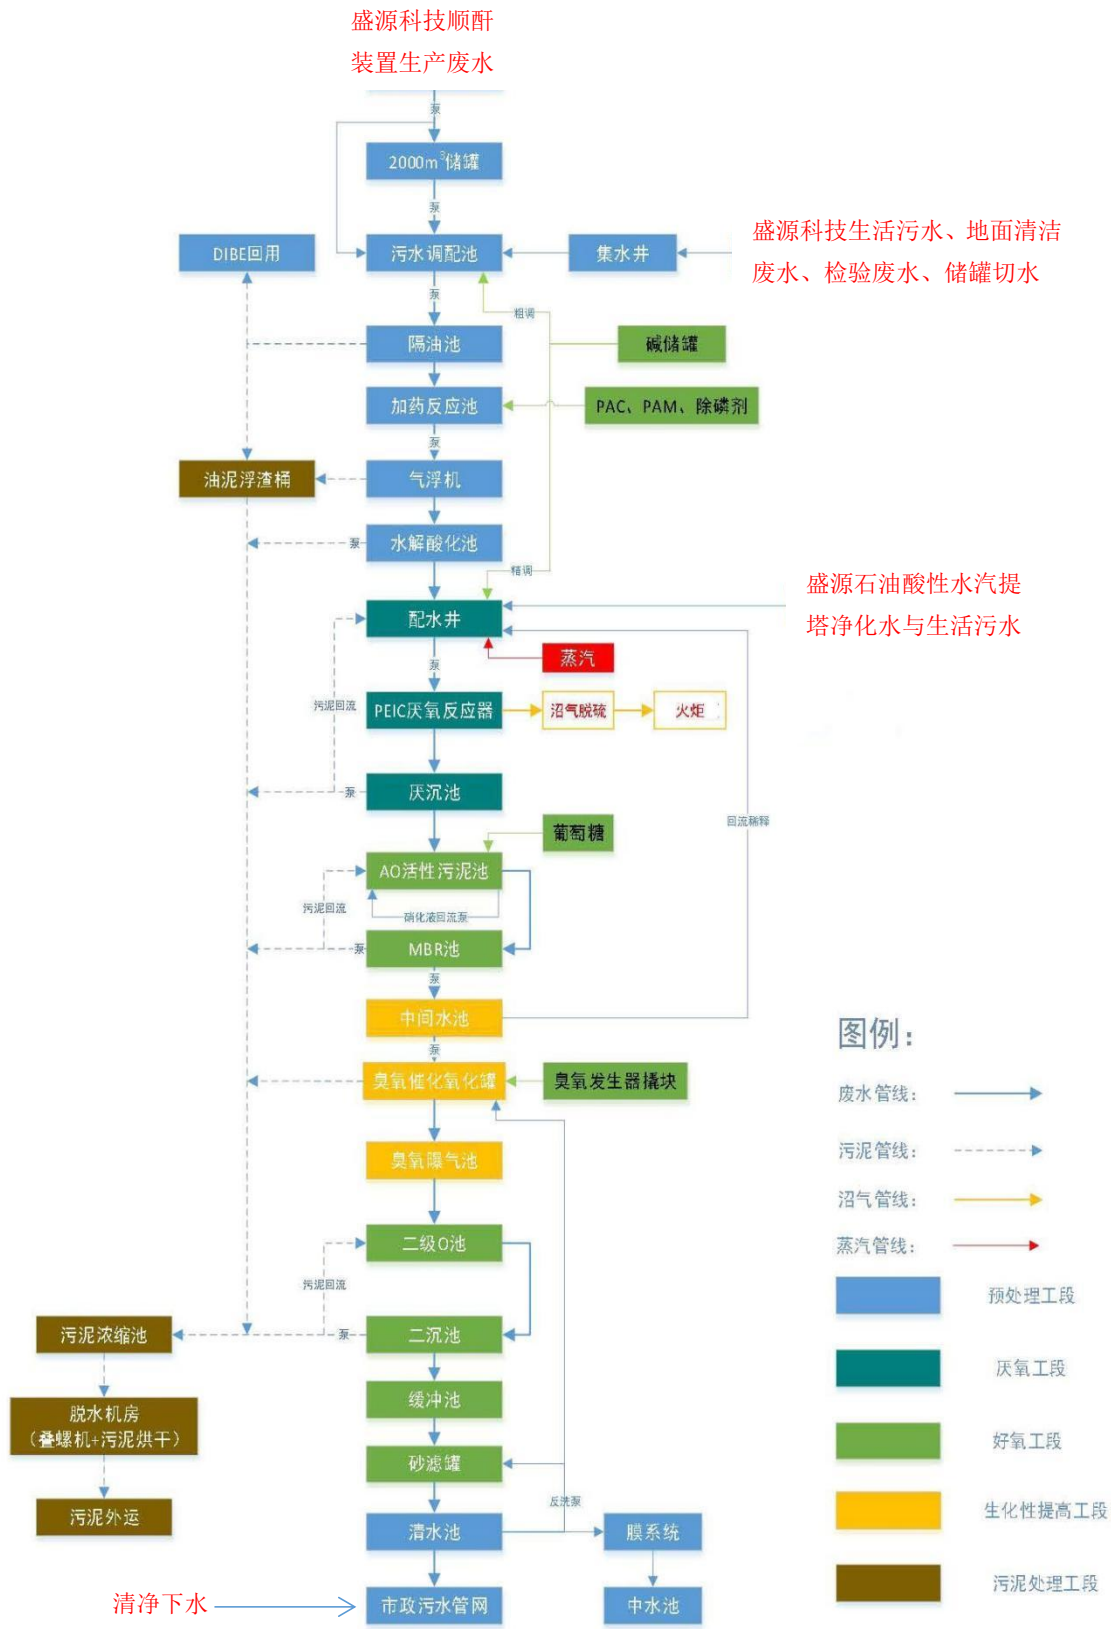 盛源科技顺酐
装置生产废水
泵
2000m³储罐
泵
盛源科技生活污水、地面清洁
废水、检验废水、储罐切水
DIBE回用
污水调配池
集水井
泵
粗调
隔油池
碱储罐
加药反应池
PAC、PAM、除磷剂
泵
油泥浮渣桶
气浮机
水解酸化池
泵
精调
盛源石油酸性水汽提
塔净化水与生活污水
配水井
蒸汽
泵
污泥回流
PEIC厌氧反应器
沼气脱硫
火炬
厌沉池
泵
回流稀释
葡萄糖
AO活性污泥池
污泥回流
硝化液回流泵
MBR池
泵
泵
中间水池
泵
图例：
臭氧催化氧化罐
臭氧发生器撬块
废水管线：
臭氧曝气池
污泥管线：
沼气管线：
二级O池
蒸汽管线：
污泥回流
预处理工段
污泥浓缩池
泵
二沉池
厌氧工段
缓冲池
脱水机房
（叠螺机+污泥烘干）
好氧工段
砂滤罐
反洗泵
污泥外运
清水池
膜系统
生化性提高工段
清净下水
市政污水管网
中水池
污泥处理工段